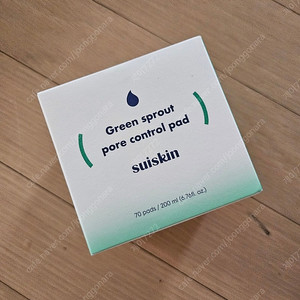 Green sprout
pore control pad
suiskin
70 pads / 200 ml (6.76fl. oz.)